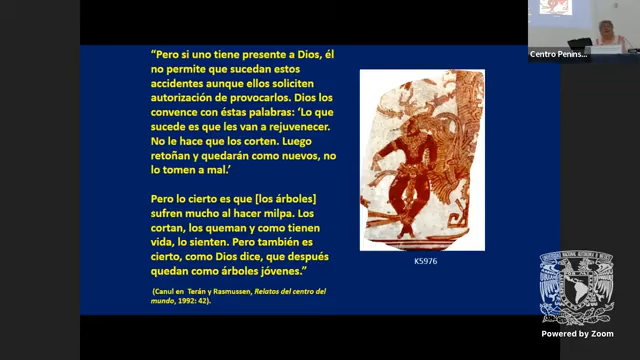 “Pero si uno tiene presente a Dios, él
no permite que sucedan estos
accidentes aunque ellos soliciten
autorización de provocarlos. Dios los
convence con éstas palabras: ‘Lo que
sucede es que les van a rejuvenecer.
No le hace que los corten. Luego
retoñan y quedarán como nuevos, no
lo tomen a mal.’
Pero lo cierto es que [los árboles]
sufren mucho al hacer milpa. Los
cortan, los queman y como tienen
vida, lo sienten. Pero también es
cierto, como Dios dice, que después
quedan como árboles jóvenes.”
(Canul en Terán y Rasmussen, Relatos del centro del
mundo, 1992: 42).
K5976
Centro Penins...
Powered by Zoom